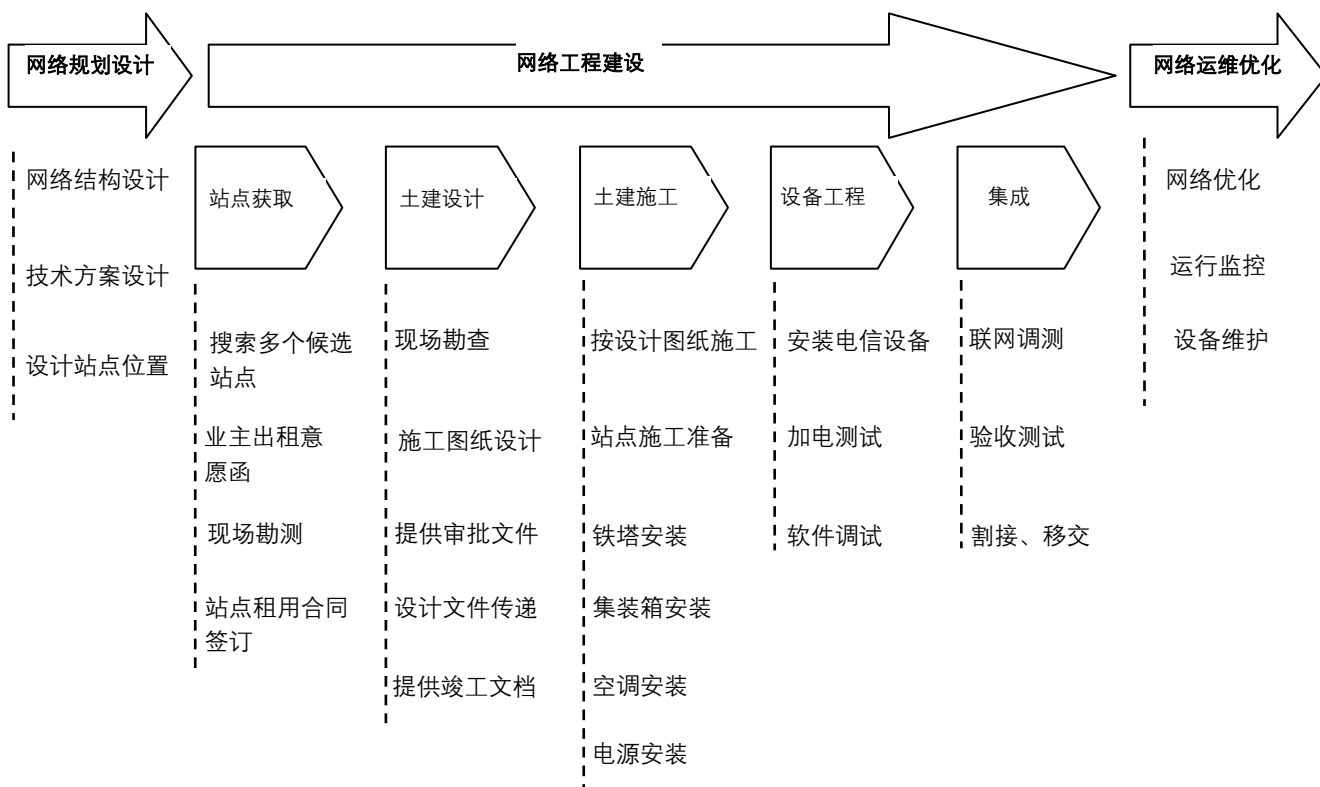 网络规划设计
网络工程建设
网络运维优化
网络结构设计
技术方案设计
设计站点位置
站点获取
搜索多个候选
站点
业主出租意
愿函
现场勘测
站点租用合同
签订
土建设计
现场勘查
施工图纸设计
提供审批文件
设计文件传递
提供竣工文档
土建施工
按设计图纸施工
站点施工准备
铁塔安装
集装箱安装
空调安装
电源安装
设备工程
安装电信设备
加电测试
软件调试
集成
联网调测
验收测试
割接、移交
网络优化
运行监控
设备维护